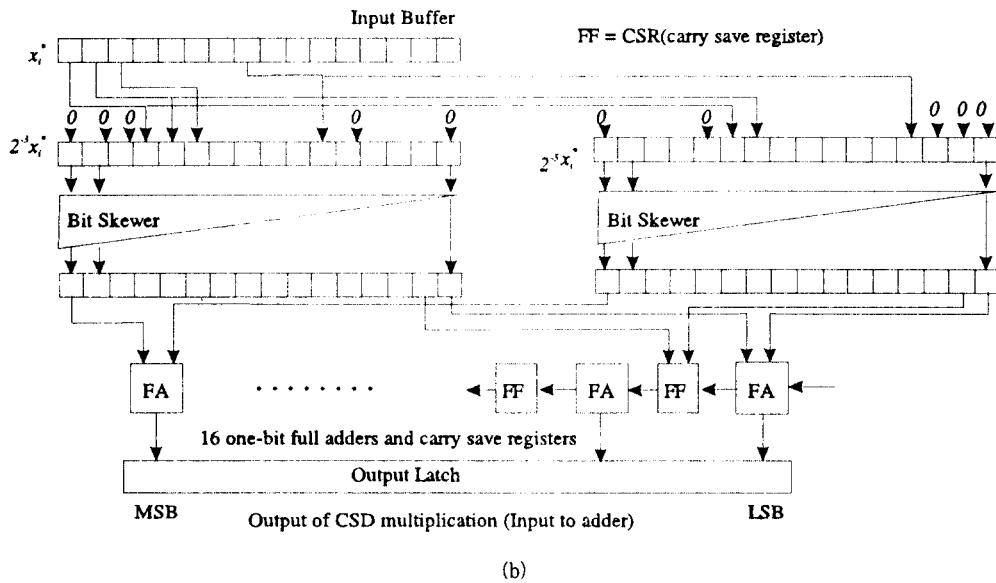 Input Buffer
FF = CSR(carry save register)
x_i^*
0 0 0 0 0
0 0 0 0 0
2^{-3}x_i^*
2^{-5}x_i^*
Bit Skewer
Bit Skewer
FA
. . . . . . . .
FF
FA
FF
FA
16 one-bit full adders and carry save registers
Output Latch
MSB
LSB
Output of CSD multiplication (Input to adder)
(b)